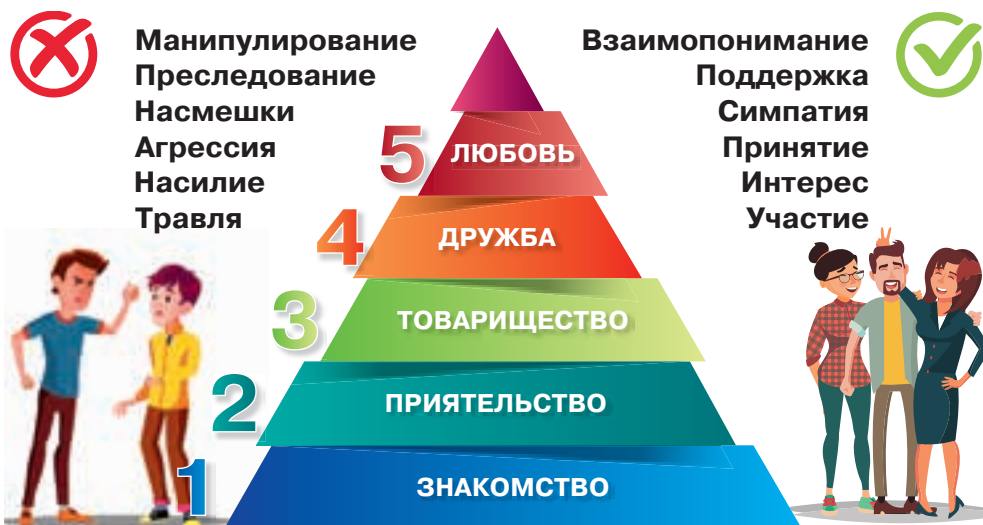 Манипулирование
Преследование
Насмешки
Агрессия
Насилие
Травля
Взаимопонимание
Поддержка
Симпатия
Принятие
Интерес
Участие
5 ЛЮБОВЬ
4 ДРУЖБА
3 ТОВАРИЩЕСТВО
2 ПРИЯТЕЛЬСТВО
1 ЗНАКОМСТВО